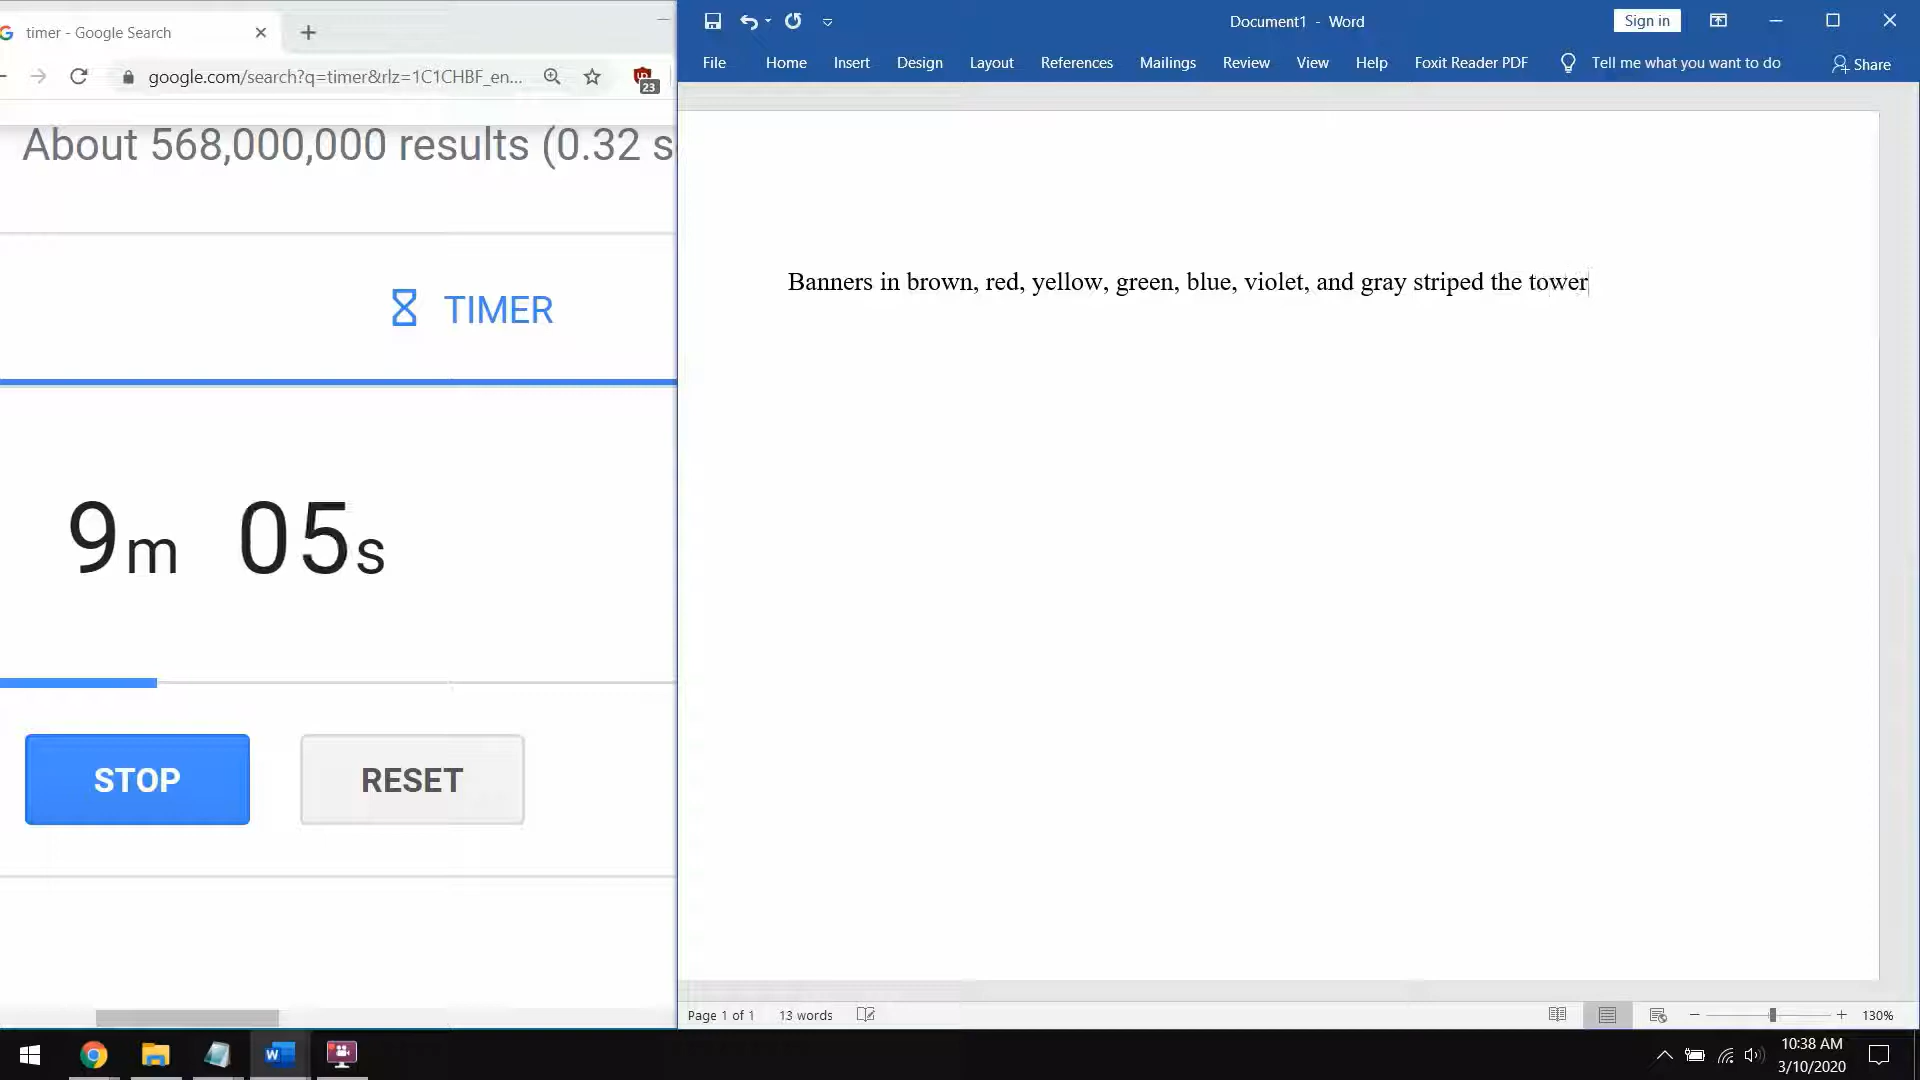 timer - Google Search
Document1 - Word
Sign in
google.com/search?q=timer&rlz=1C1CHBF_en...
23
File Home Insert Design Layout References Mailings Review View Help Foxit Reader PDF Tell me what you want to do Share
About 568,000,000 results (0.32 s
TIMER
Banners in brown, red, yellow, green, blue, violet, and gray striped the tower
9m 05s
STOP RESET
Page 1 of 1 13 words 130%
10:38 AM
3/10/2020